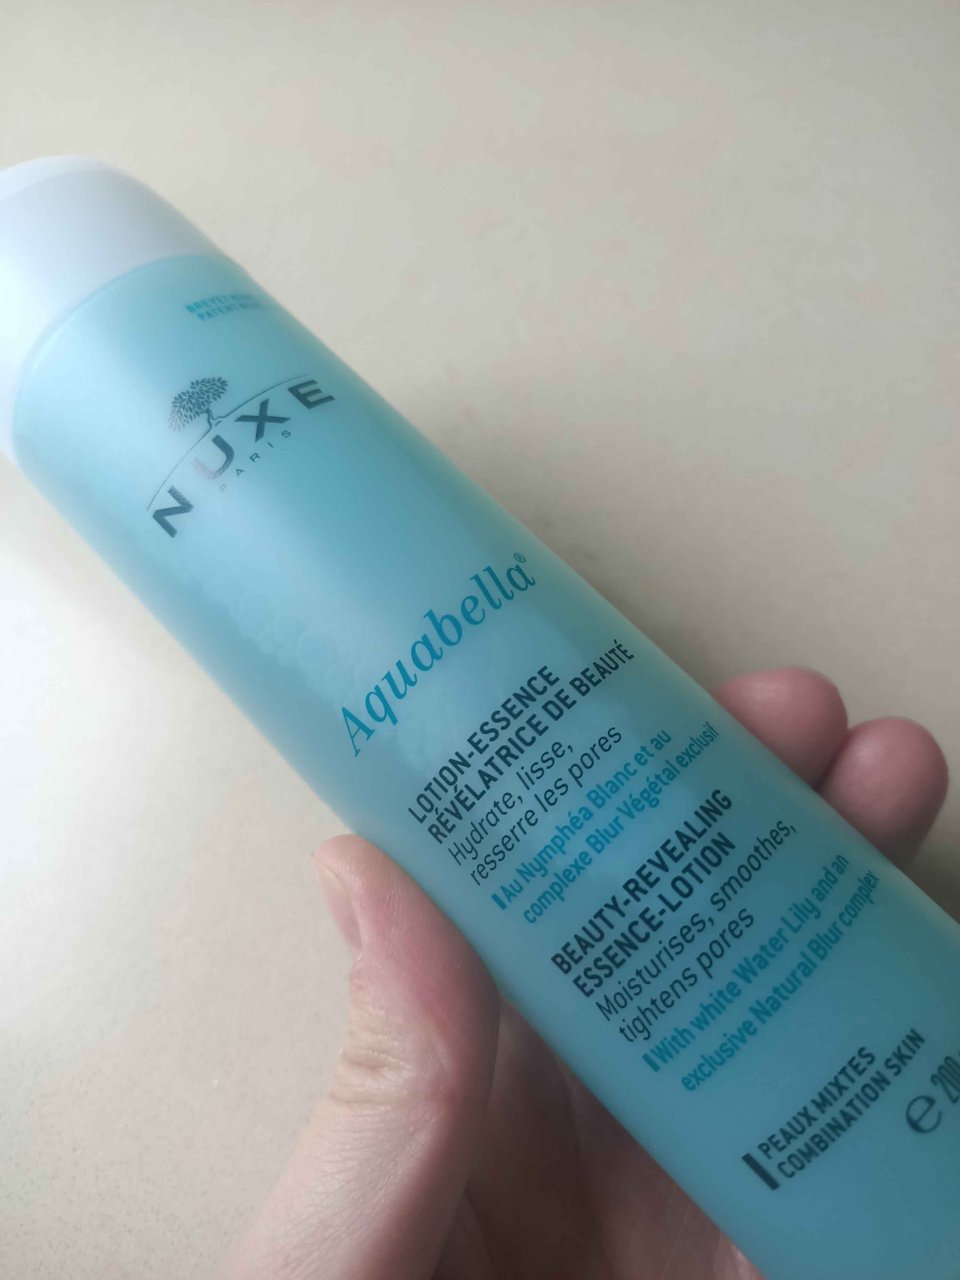 BREVET
PATENT
NUXE
PARIS
Aquabella®
LOTION-ESSENCE
RÉVÉLATRICE DE BEAUTÉ
Hydrate, lisse,
resserre les pores
Au Nymphéa Blanc et au
complexe Blur Végétal exclusif
BEAUTY-REVEALING
ESSENCE-LOTION
Moisturises, smoothes,
tightens pores
With white Water Lily and an
exclusive Natural Blur complex
PEAUX MIXTES
COMBINATION SKIN
e 200